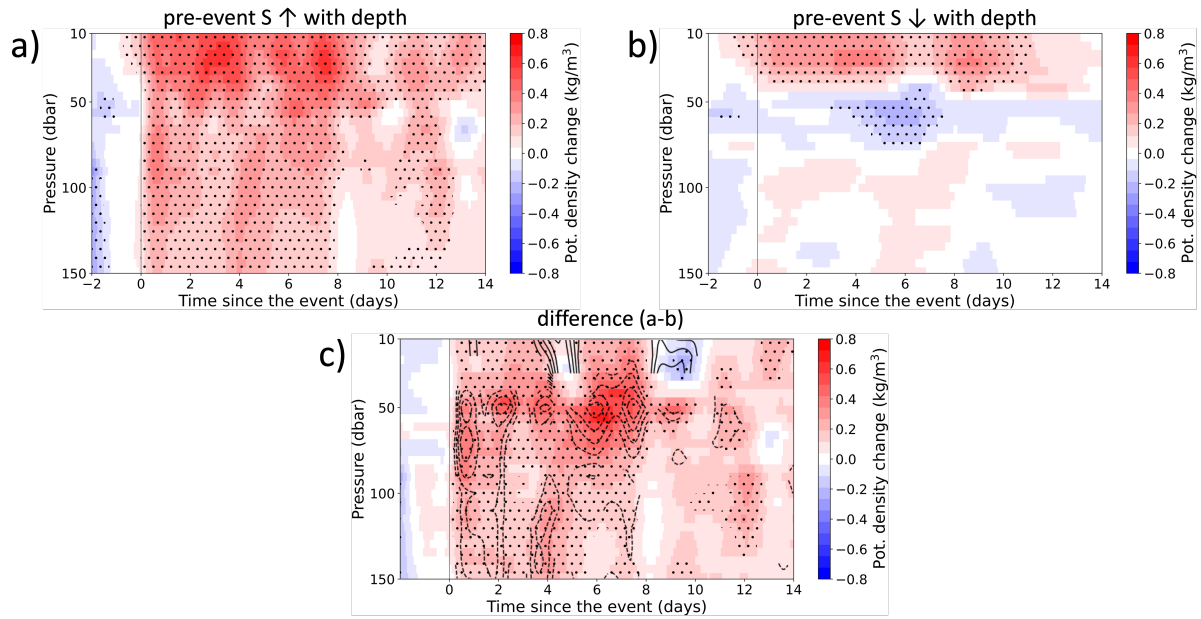 pre-event S ↑ with depth
a)
10
50
100
150
Pressure (dbar)
−2 0 2 4 6 8 10 12 14
Time since the event (days)
0.8
0.6
0.4
0.2
0.0
−0.2
−0.4
−0.6
−0.8
Pot. density change (kg/m³)
pre-event S ↓ with depth
b)
10
50
100
150
Pressure (dbar)
−2 0 2 4 6 8 10 12 14
Time since the event (days)
0.8
0.6
0.4
0.2
0.0
−0.2
−0.4
−0.6
−0.8
Pot. density change (kg/m³)
difference (a-b)
c)
10
50
100
150
Pressure (dbar)
0 2 4 6 8 10 12 14
Time since the event (days)
0.8
0.6
0.4
0.2
0.0
−0.2
−0.4
−0.6
−0.8
Pot. density change (kg/m³)